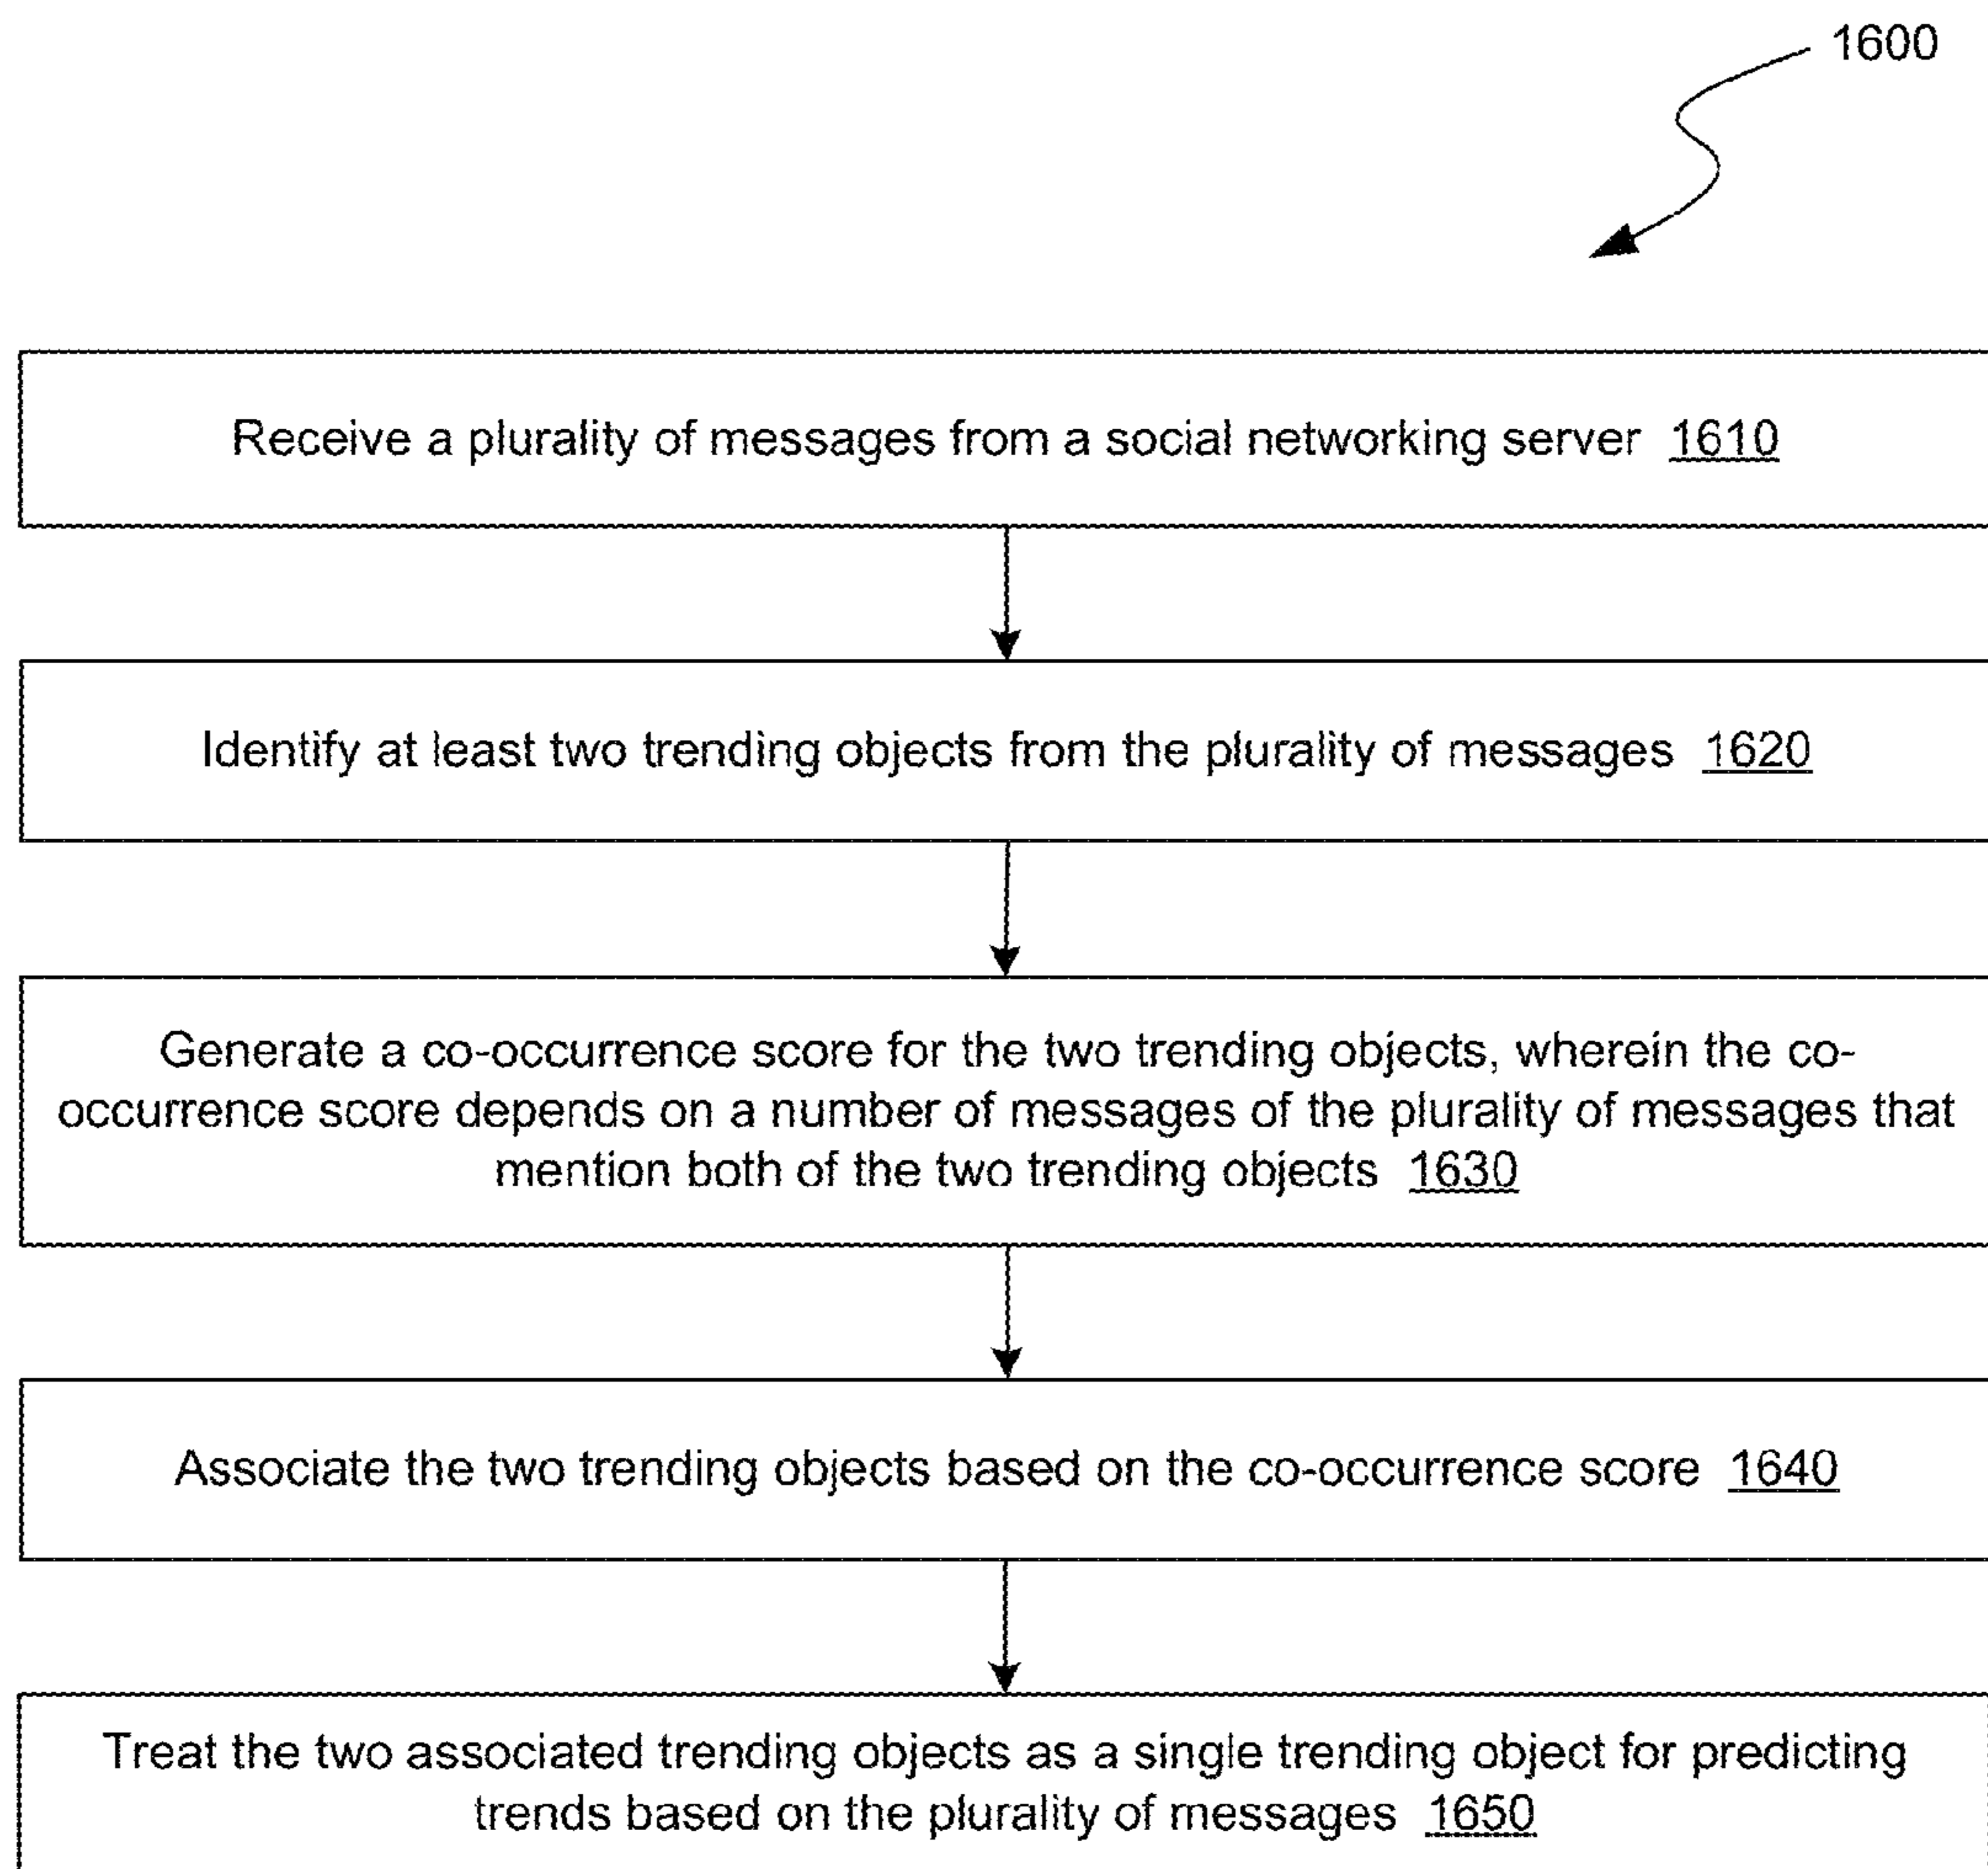 1600
Receive a plurality of messages from a social networking server 1610
Identify at least two trending objects from the plurality of messages 1620
Generate a co-occurrence score for the two trending objects, wherein the co-
occurrence score depends on a number of messages of the plurality of messages that
mention both of the two trending objects 1630
Associate the two trending objects based on the co-occurrence score 1640
Treat the two associated trending objects as a single trending object for predicting
trends based on the plurality of messages 1650